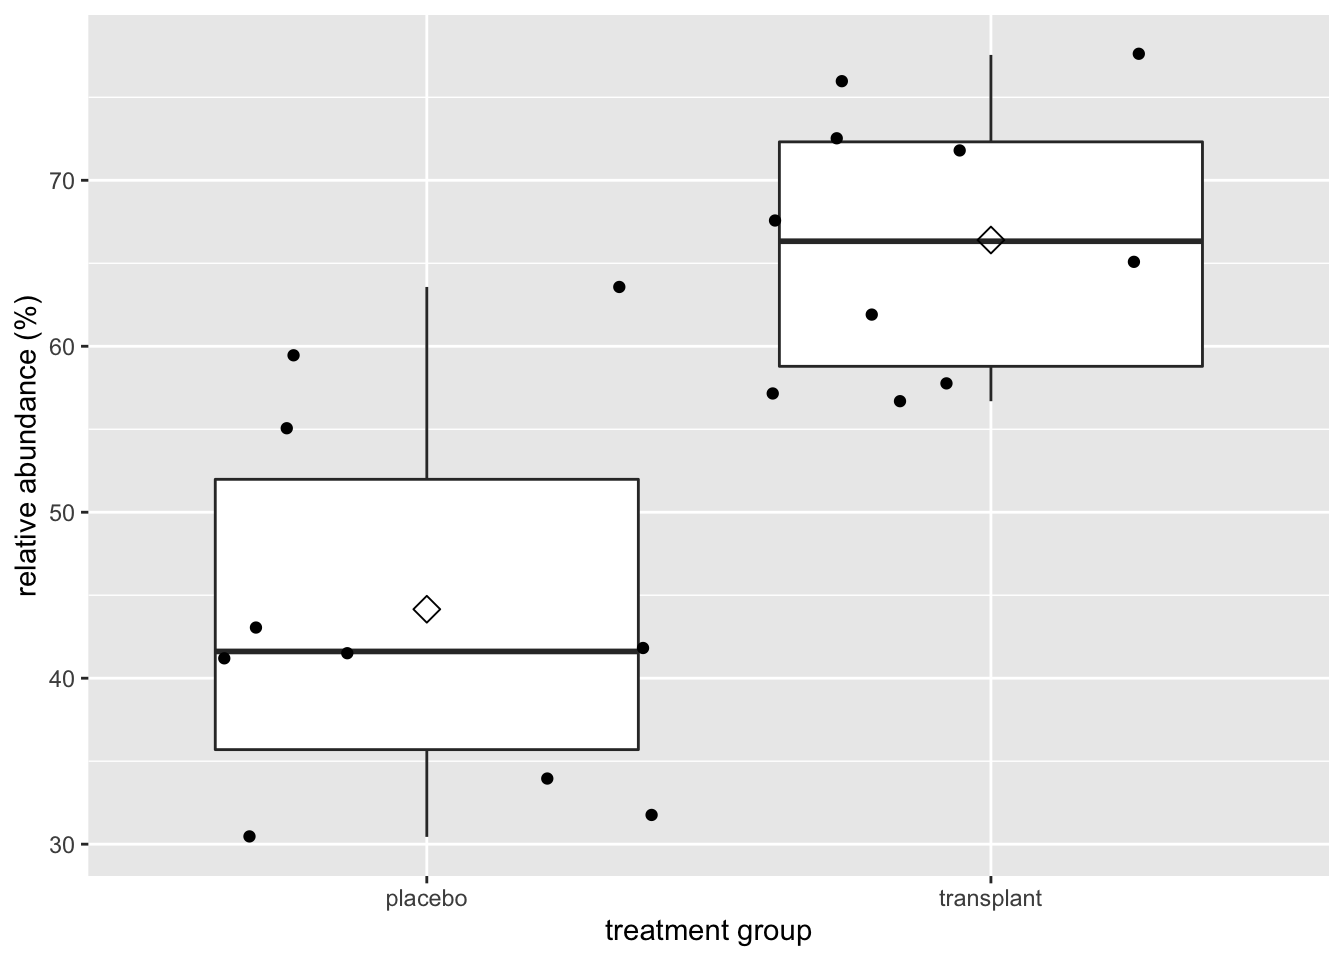 relative abundance (%)
70
60
50
40
30
placebo
transplant
treatment group